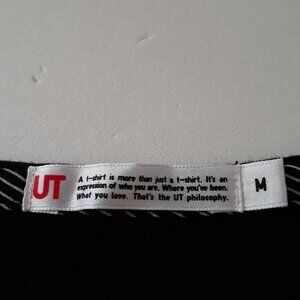 UT
A t-shirt is more than just a t-shirt. It's an
expression of who you are. Where you've been.
What you love. That's the UT philosophy.
M